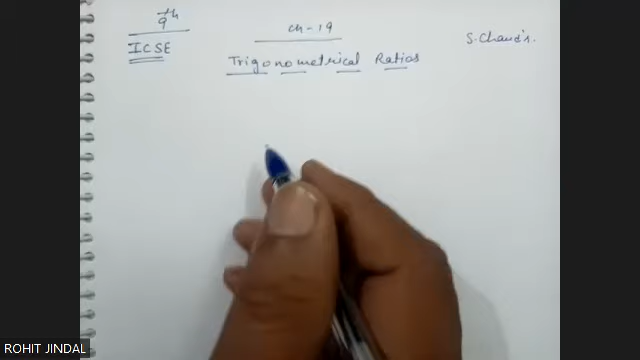 9th
ch-19
ICSE
S.Chand's.
Trigonometrical Ratios
ROHIT JINDAL